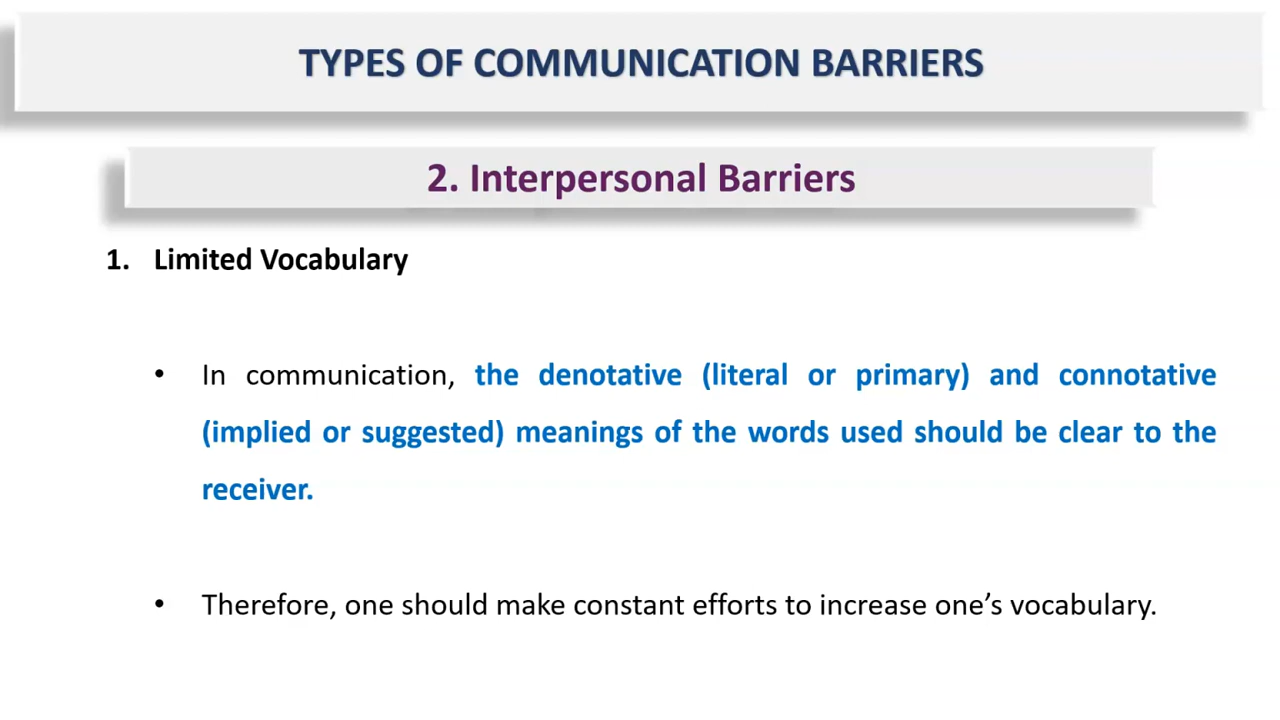 TYPES OF COMMUNICATION BARRIERS
2. Interpersonal Barriers
1. Limited Vocabulary
• In communication, the denotative (literal or primary) and connotative
(implied or suggested) meanings of the words used should be clear to the
receiver.
• Therefore, one should make constant efforts to increase one’s vocabulary.